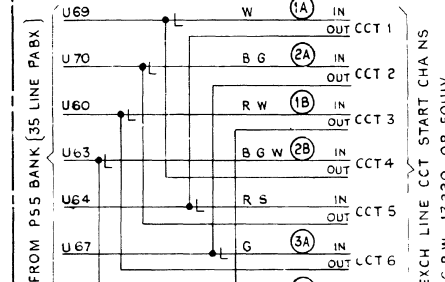 U69 W 1A IN
OUT CCT 1
U70 B G 2A IN
OUT CCT 2
U60 R W 1B IN
OUT CCT 3
U63 B G W 2B IN
OUT CCT 4
U64 R S IN
OUT CCT 5
U67 G 3A IN
OUT CCT 6
FROM PS5 BANK (35 LINE PABX)
EXCH LINE CCT START CHAINS